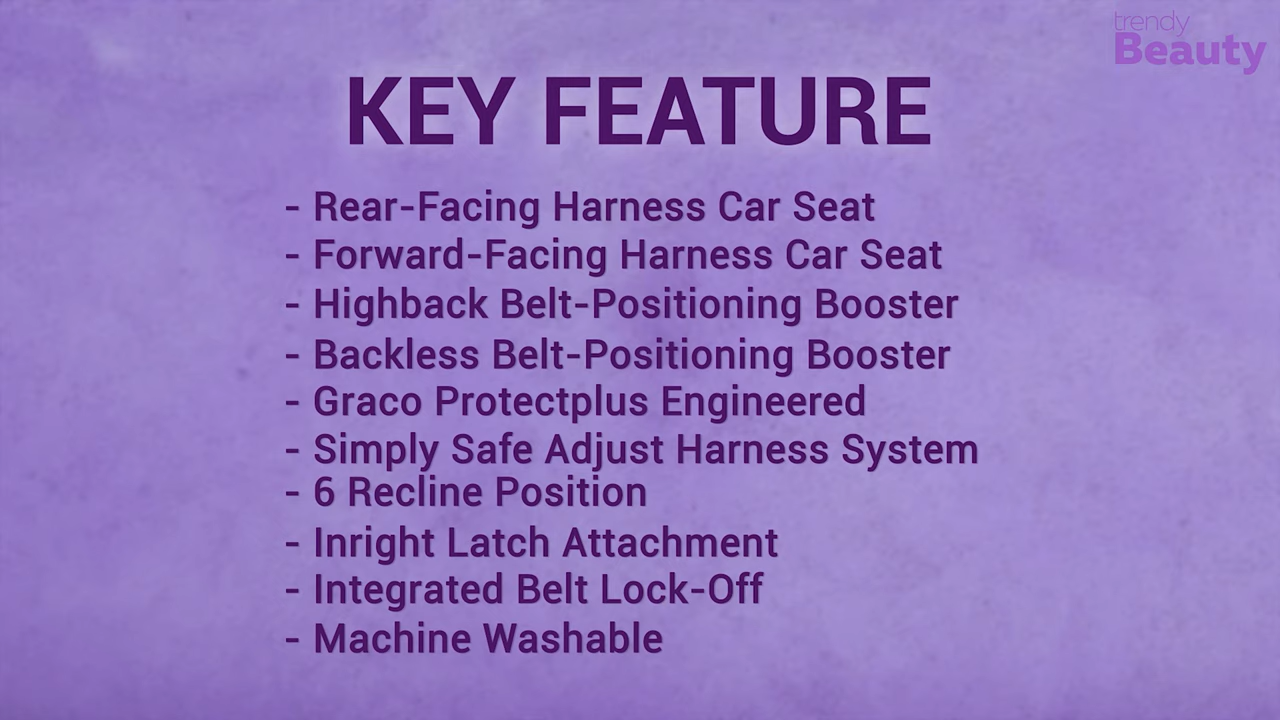 trendy
Beauty
KEY FEATURE
- Rear-Facing Harness Car Seat
- Forward-Facing Harness Car Seat
- Highback Belt-Positioning Booster
- Backless Belt-Positioning Booster
- Graco Protectplus Engineered
- Simply Safe Adjust Harness System
- 6 Recline Position
- Inright Latch Attachment
- Integrated Belt Lock-Off
- Machine Washable